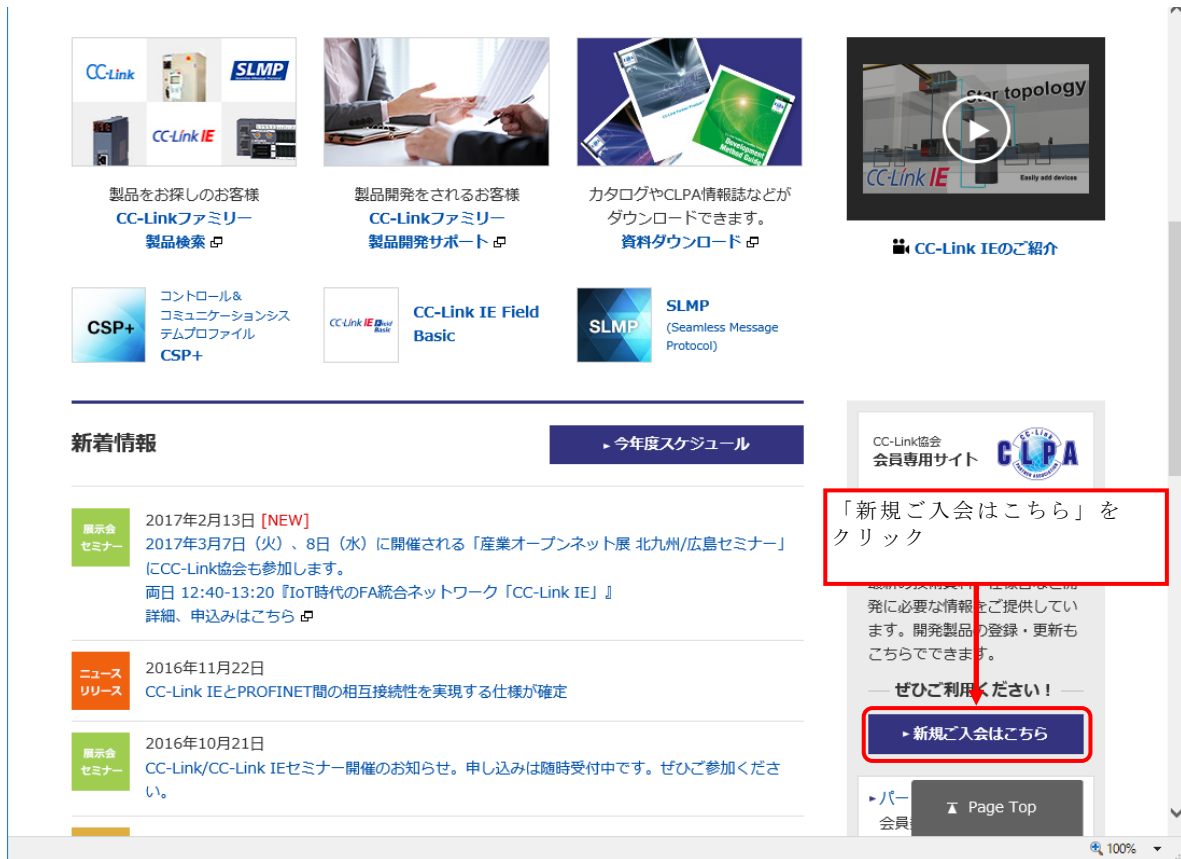 CC-Link
SLMP
CC-Link IE
Development
Method Guide
Star topology
CC-Link IE
Easily add devices
製品をお探しのお客様
CC-Linkファミリー
製品検索
製品開発をされるお客様
CC-Linkファミリー
製品開発サポート
カタログやCLPA情報誌などが
ダウンロードできます。
資料ダウンロード
CC-Link IEのご紹介
CSP+
コントロール&
コミュニケーションシス
テムプロファイル
CSP+
CC-Link IE Field
Basic
CC-Link IE Field
Basic
SLMP
SLMP
(Seamless Message
Protocol)
新着情報
今年度スケジュール
CC-Link協会
会員専用サイト
CC-Link
CLPA
PARTNER ASSOCIATION
「新規ご入会はこちら」を
クリック
展示会
セミナー
2017年2月13日 [NEW]
2017年3月7日（火）、8日（水）に開催される「産業オープンネット展 北九州/広島セミナー」
にCC-Link協会も参加します。
両日 12:40-13:20『IoT時代のFA統合ネットワーク「CC-Link IE」』
詳細、申込みはこちら
発に必要な情報をご提供してい
ます。開発製品の登録・更新も
こちらでできます。
ニュース
リリース
2016年11月22日
CC-Link IEとPROFINET間の相互接続性を実現する仕様が確定
ぜひご利用ください！
新規ご入会はこちら
展示会
セミナー
2016年10月21日
CC-Link/CC-Link IEセミナー開催のお知らせ。申し込みは随時受付中です。ぜひご参加くださ
い。
パー
会員
Page Top
100%